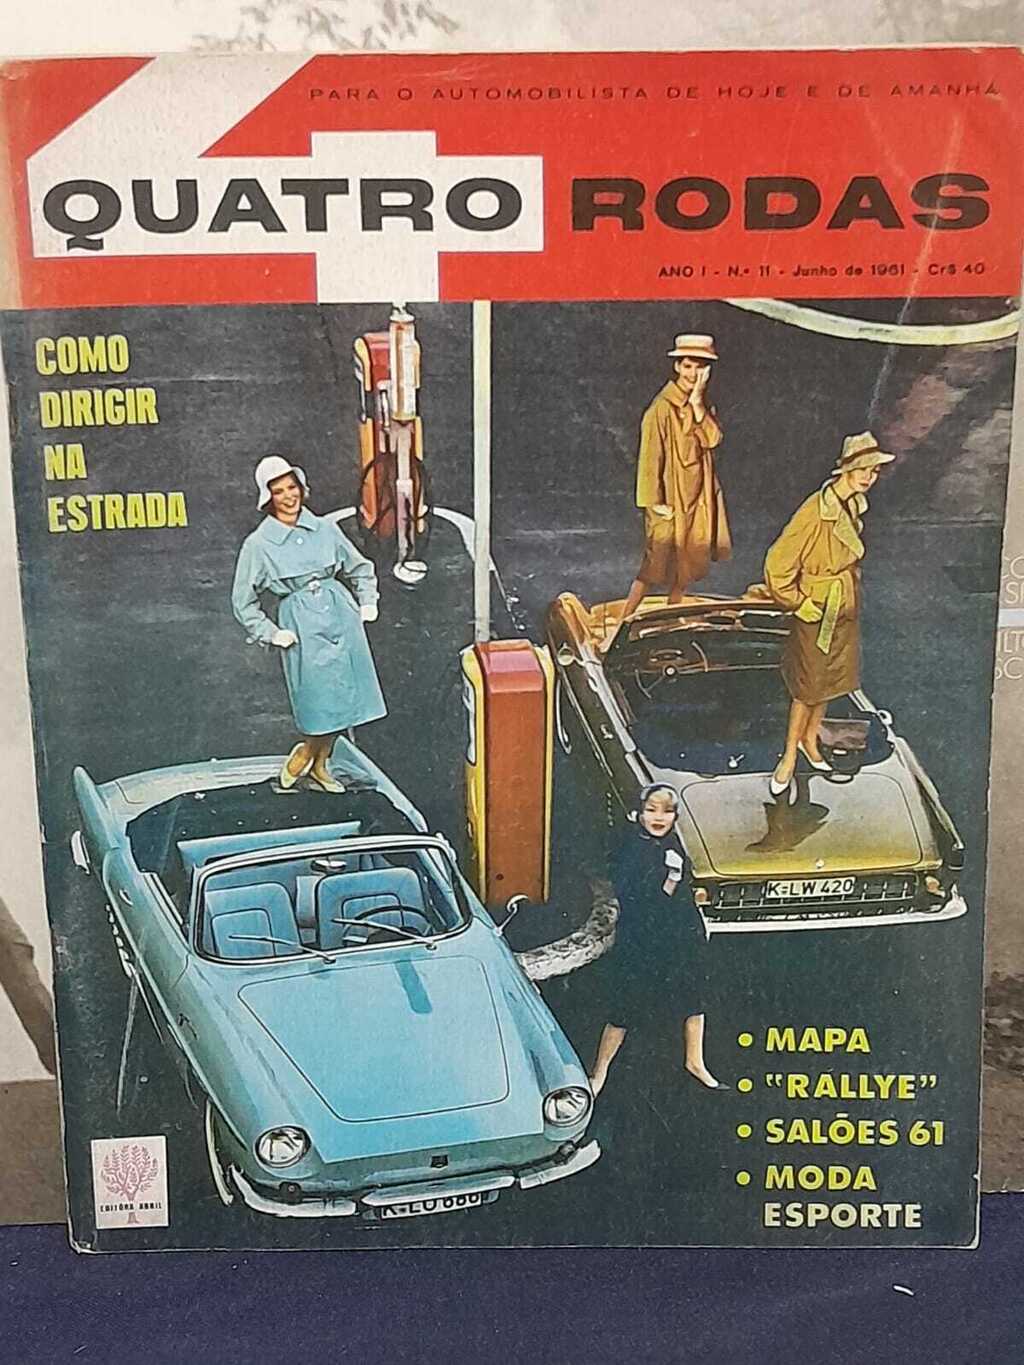 PARA O AUTOMOBILISTA DE HOJE E DE AMANHÃ
4
QUATRO RODAS
ANO I - N.º 11 - Junho de 1961 - Cr$ 40
COMO
DIRIGIR
NA
ESTRADA
K-LW 420
• MAPA
• "RALLYE"
• SALÕES 61
• MODA
ESPORTE
EDITÔRA ABRIL